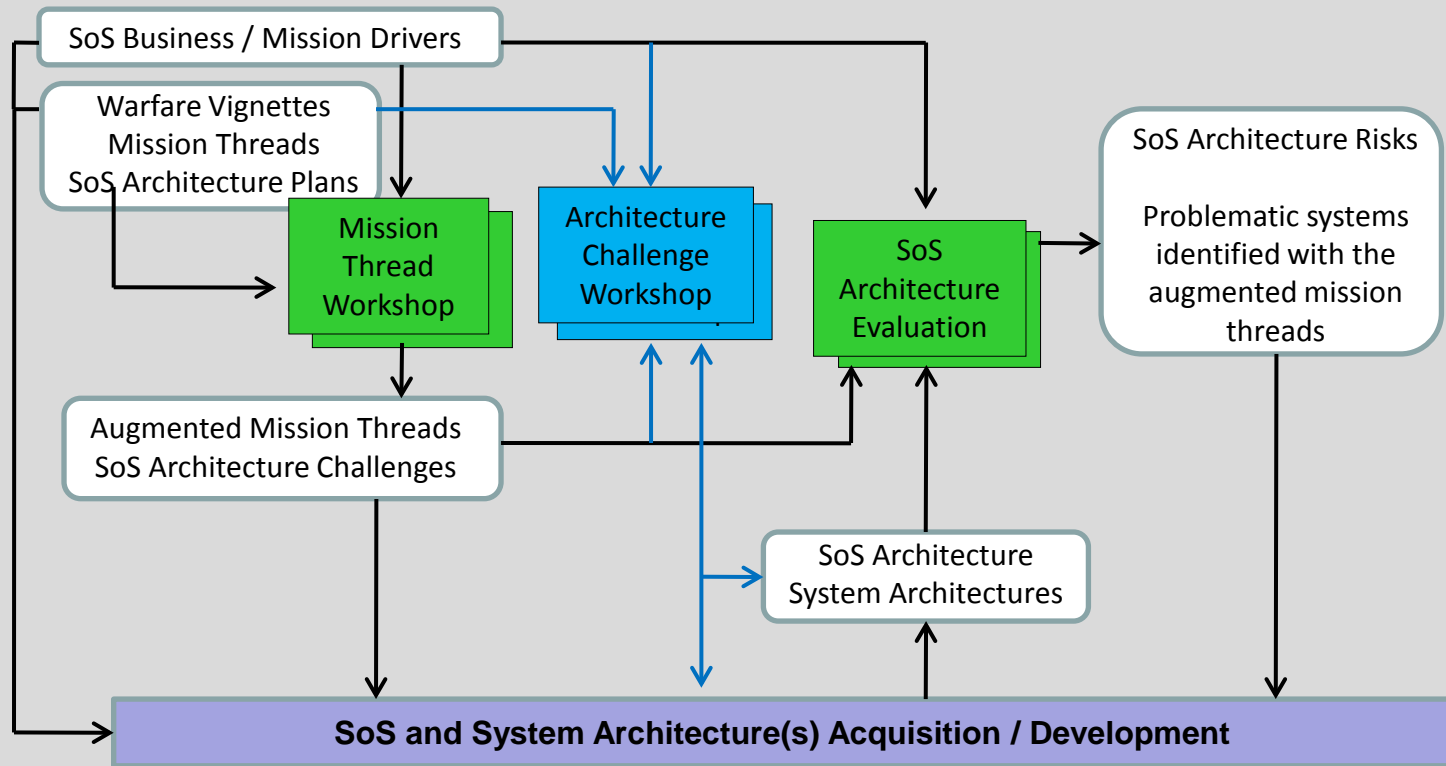 SoS Business / Mission Drivers
Warfare Vignettes
Mission Threads
SoS Architecture Plans
Mission
Thread
Workshop
Architecture
Challenge
Workshop
SoS
Architecture
Evaluation
SoS Architecture Risks
Problematic systems
identified with the
augmented mission
threads
Augmented Mission Threads
SoS Architecture Challenges
SoS Architecture
System Architectures
SoS and System Architecture(s) Acquisition / Development